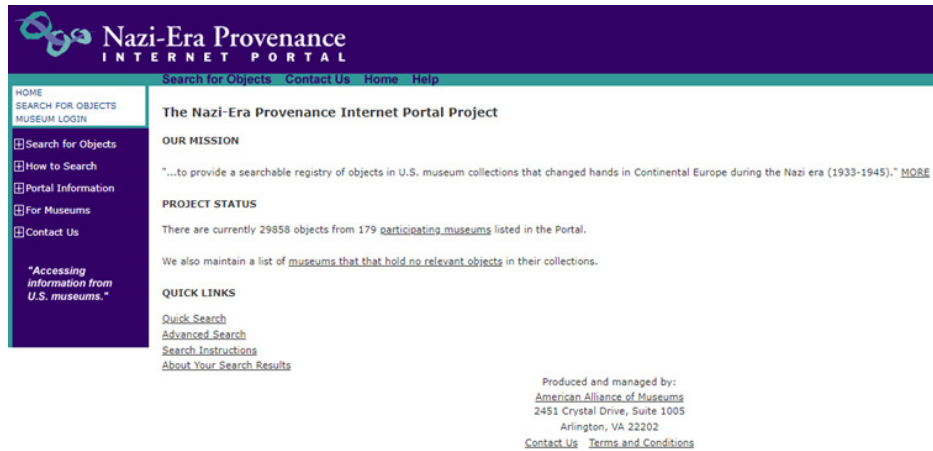 Nazi-Era Provenance
INTERNET PORTAL
Search for Objects Contact Us Home Help
HOME
SEARCH FOR OBJECTS
MUSEUM LOGIN
Search for Objects
How to Search
Portal Information
For Museums
Contact Us
"Accessing
information from
U.S. museums."
The Nazi-Era Provenance Internet Portal Project
OUR MISSION
"...to provide a searchable registry of objects in U.S. museum collections that changed hands in Continental Europe during the Nazi era (1933-1945)." MORE
PROJECT STATUS
There are currently 29858 objects from 179 participating museums listed in the Portal.
We also maintain a list of museums that that hold no relevant objects in their collections.
QUICK LINKS
Quick Search
Advanced Search
Search Instructions
About Your Search Results
Produced and managed by:
American Alliance of Museums
2451 Crystal Drive, Suite 1005
Arlington, VA 22202
Contact Us Terms and Conditions